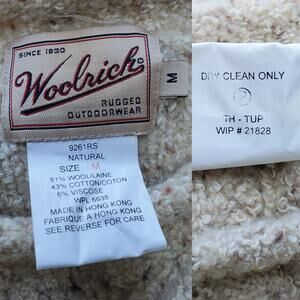 SINCE 1830
Woolrich
RUGGED
OUTDOORWEAR
M
9261RS
NATURAL
SIZE M
51% WOOL/LAINE
43% COTTON/COTON
6% VISCOSE
WPL 6635
MADE IN HONG KONG
FABRIQUE A HONG KONG
SEE REVERSE FOR CARE
DRY CLEAN ONLY
P
TH - TUP
WIP # 21828